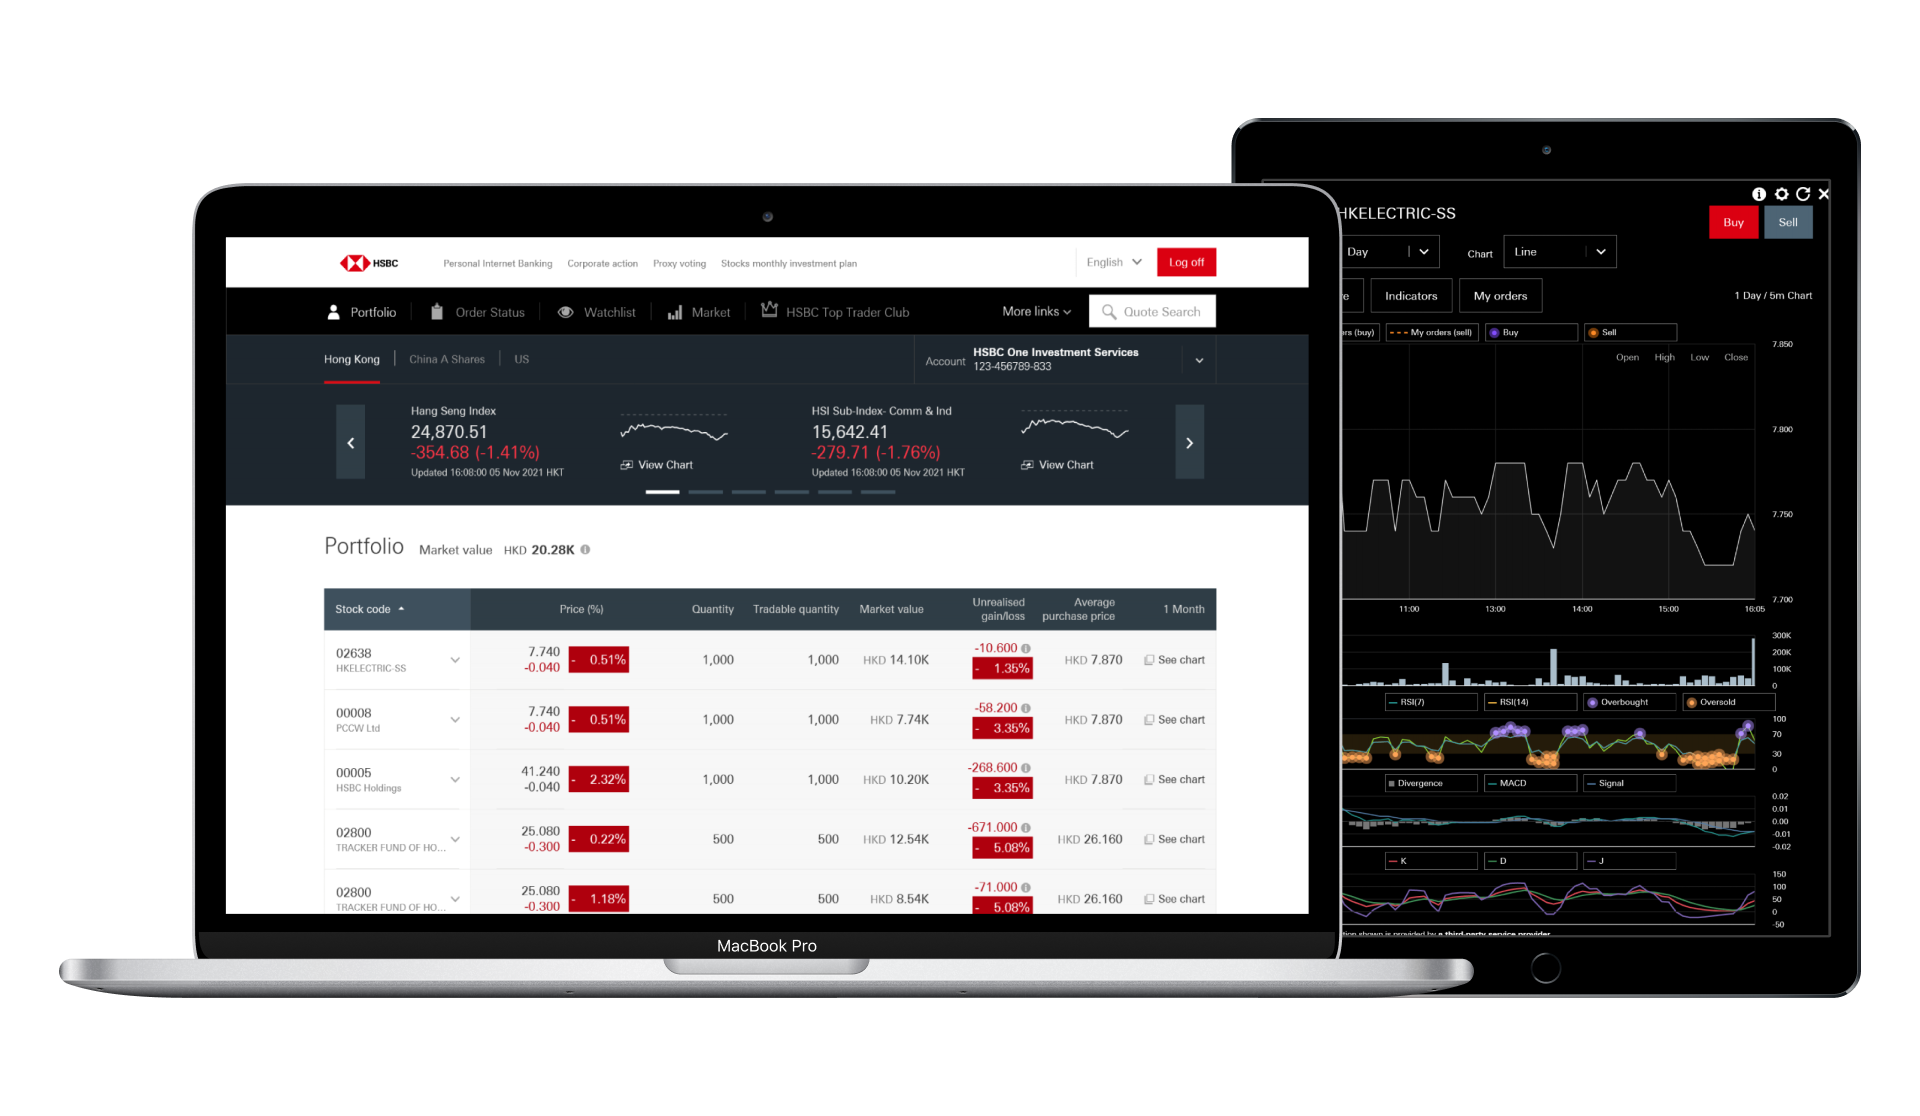 HSBC
Personal Internet Banking Corporate action Proxy voting Stocks monthly investment plan
English
Log off
Portfolio Order Status Watchlist Market HSBC Top Trader Club
More links
Quote Search
Hong Kong China A Shares US
Account
HSBC One Investment Services
123-456789-833
Hang Seng Index
24,870.51
-354.68 (-1.41%)
Updated 16:08:00 05 Nov 2021 HKT
View Chart
HSI Sub-Index- Comm & Ind
15,642.41
-279.71 (-1.76%)
Updated 16:08:00 05 Nov 2021 HKT
View Chart
Portfolio Market value HKD 20.28K
Stock code Price (%) Quantity Tradable quantity Market value Unrealised gain/loss Average purchase price 1 Month
02638 7.740 - 0.51% 1,000 1,000 HKD 14.10K -10.600 HKD 7.870 See chart
HKELECTRIC-SS -0.040 - 1.35%
00008 7.740 - 0.51% 1,000 1,000 HKD 7.74K -58.200 HKD 7.870 See chart
PCCW Ltd -0.040 - 3.35%
00005 41.240 - 2.32% 1,000 1,000 HKD 10.20K -268.600 HKD 7.870 See chart
HSBC Holdings -0.040 - 3.35%
02800 25.080 - 0.22% 500 500 HKD 12.54K -671.000 HKD 26.160 See chart
TRACKER FUND OF HO... -0.300 - 5.08%
02800 25.080 - 1.18% 500 500 HKD 8.54K -71.000 HKD 26.160 See chart
TRACKER FUND OF HO... -0.300 - 5.08%
MacBook Pro
HKELECTRIC-SS
Buy Sell
Day Chart Line
Indicators My orders
1 Day / 5m Chart
(buy) My orders (sell) Buy Sell
Open High Low Close
7.850
7.800
7.750
7.700
11:00 13:00 14:00 15:00 16:05
300K
200K
100K
0
RSI(7) RSI(14) Overbought Oversold
100
70
30
0
Divergence MACD Signal
0.02
0.01
0.00
-0.01
-0.02
K D J
150
100
50
0
-50
shown is provided by a third-party service provider